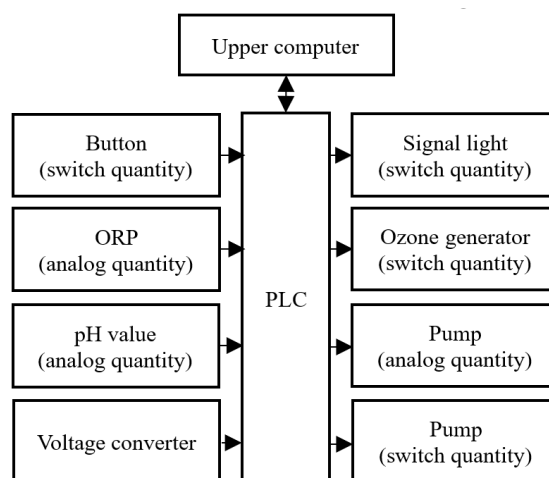 Upper computer
Button
(switch quantity)
ORP
(analog quantity)
pH value
(analog quantity)
Voltage converter
PLC
Signal light
(switch quantity)
Ozone generator
(switch quantity)
Pump
(analog quantity)
Pump
(switch quantity)